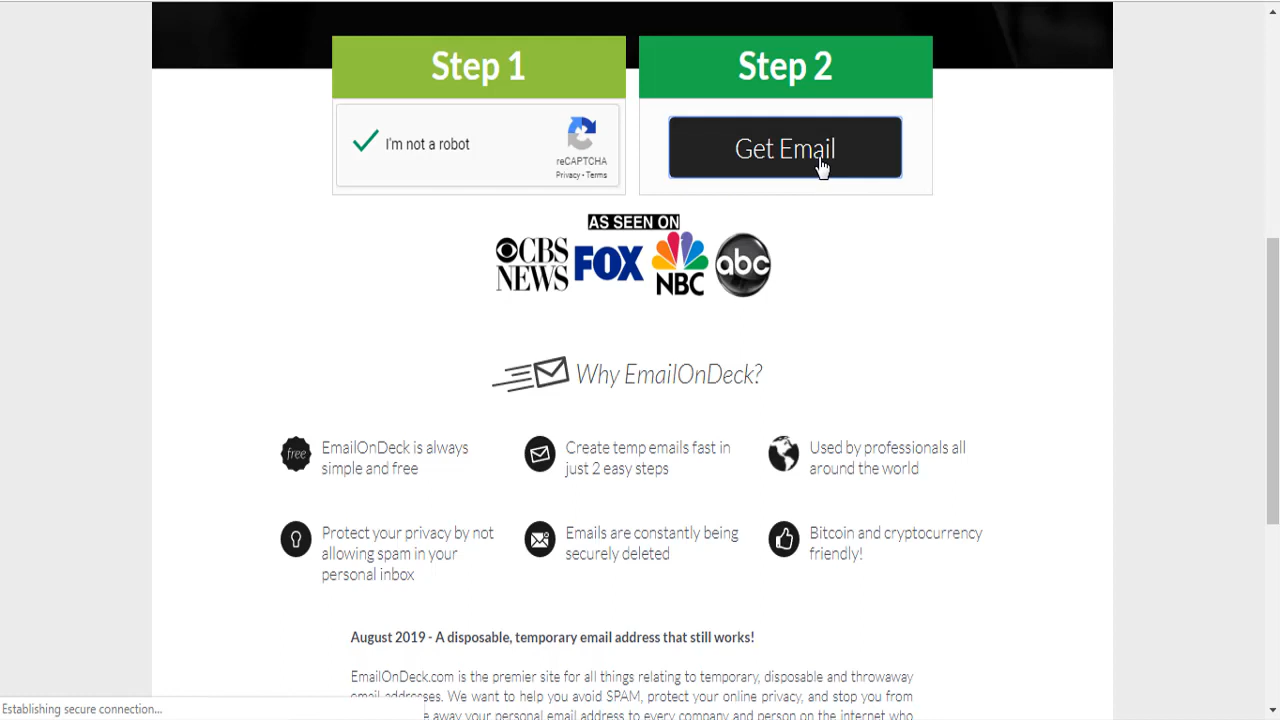 Step 1
Step 2
I'm not a robot
reCAPTCHA
Privacy - Terms
Get Email
AS SEEN ON
CBS
NEWS
FOX
NBC
abc
Why EmailOnDeck?
free
EmailOnDeck is always
simple and free
Create temp emails fast in
just 2 easy steps
Used by professionals all
around the world
Protect your privacy by not
allowing spam in your
personal inbox
Emails are constantly being
securely deleted
Bitcoin and cryptocurrency
friendly!
August 2019 - A disposable, temporary email address that still works!
EmailOnDeck.com is the premier site for all things relating to temporary, disposable and throwaway
email addresses. We want to help you avoid SPAM, protect your online privacy, and stop you from
away your personal email address to every company and person on the internet who
Establishing secure connection...